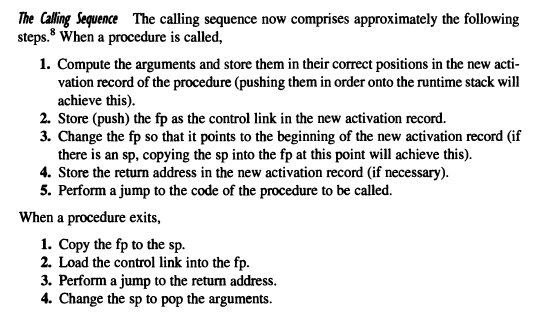 The Calling Sequence The calling sequence now comprises approximately the following
steps.⁸ When a procedure is called,
1. Compute the arguments and store them in their correct positions in the new acti-
vation record of the procedure (pushing them in order onto the runtime stack will
achieve this).
2. Store (push) the fp as the control link in the new activation record.
3. Change the fp so that it points to the beginning of the new activation record (if
there is an sp, copying the sp into the fp at this point will achieve this).
4. Store the return address in the new activation record (if necessary).
5. Perform a jump to the code of the procedure to be called.
When a procedure exits,
1. Copy the fp to the sp.
2. Load the control link into the fp.
3. Perform a jump to the return address.
4. Change the sp to pop the arguments.